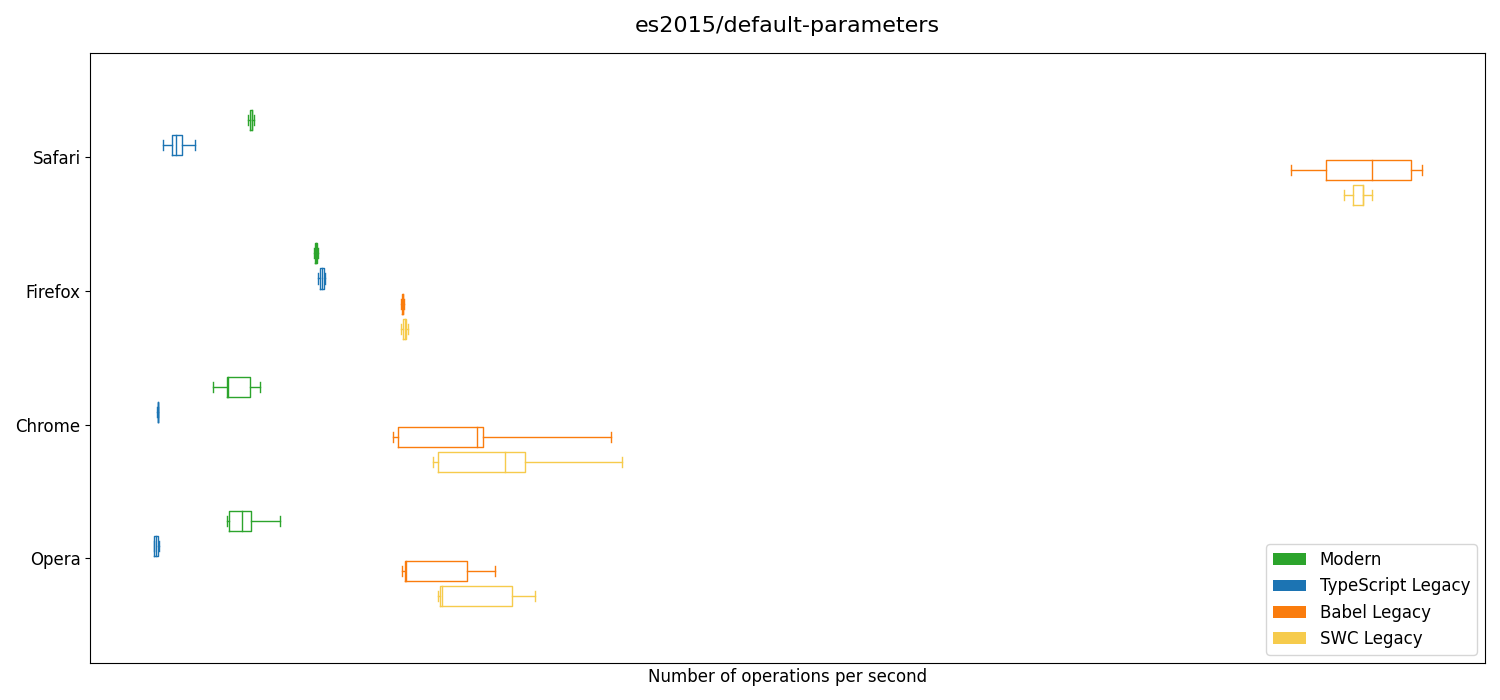 es2015/default-parameters
Safari
Firefox
Chrome
Opera
Modern
TypeScript Legacy
Babel Legacy
SWC Legacy
Number of operations per second